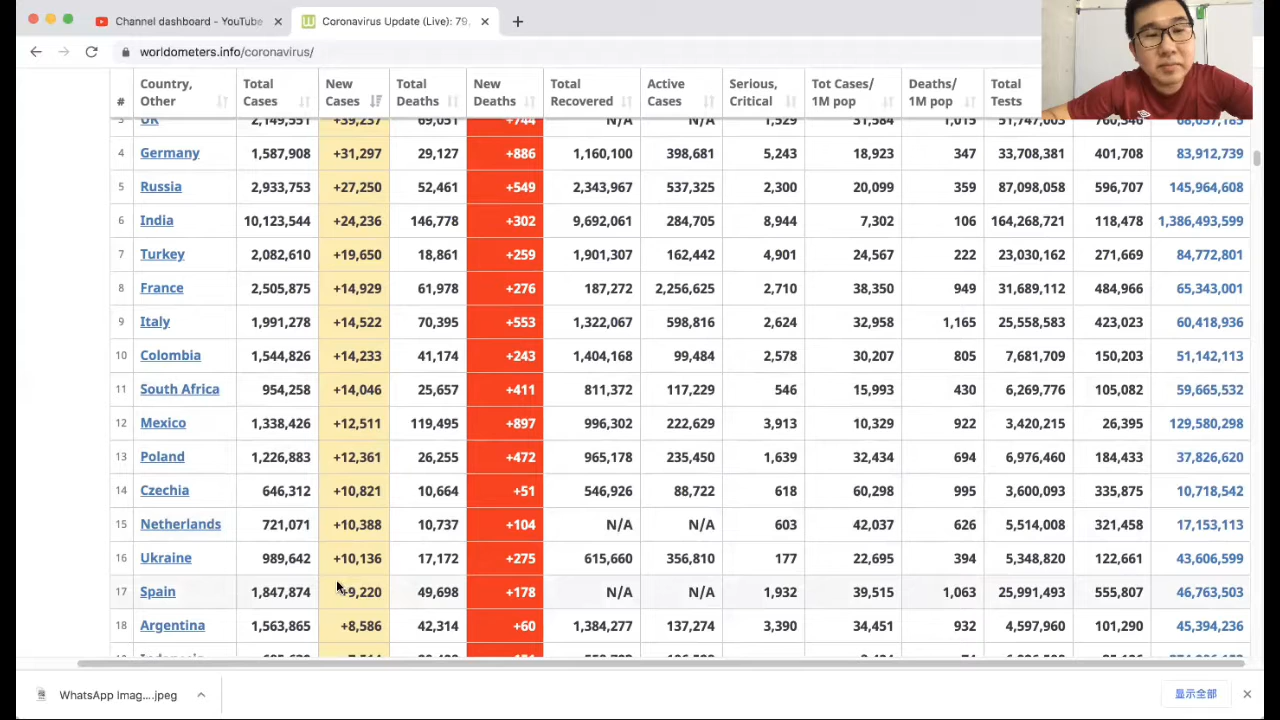 Channel dashboard - YouTube
Coronavirus Update (Live): 79,
worldometers.info/coronavirus/
# Country, Other Total Cases New Cases Total Deaths New Deaths Total Recovered Active Cases Serious, Critical Tot Cases/ 1M pop Deaths/ 1M pop Total Tests
3 UK 2,149,551 +39,237 69,051 +744 N/A N/A 1,529 31,584 1,015 51,747,003 760,346
4 Germany 1,587,908 +31,297 29,127 +886 1,160,100 398,681 5,243 18,923 347 33,708,381 401,708 83,912,739
5 Russia 2,933,753 +27,250 52,461 +549 2,343,967 537,325 2,300 20,099 359 87,098,058 596,707 145,964,608
6 India 10,123,544 +24,236 146,778 +302 9,692,061 284,705 8,944 7,302 106 164,268,721 118,478 1,386,493,599
7 Turkey 2,082,610 +19,650 18,861 +259 1,901,307 162,442 4,901 24,567 222 23,030,162 271,669 84,772,801
8 France 2,505,875 +14,929 61,978 +276 187,272 2,256,625 2,710 38,350 949 31,689,112 484,966 65,343,001
9 Italy 1,991,278 +14,522 70,395 +553 1,322,067 598,816 2,624 32,958 1,165 25,558,583 423,023 60,418,936
10 Colombia 1,544,826 +14,233 41,174 +243 1,404,168 99,484 2,578 30,207 805 7,681,709 150,203 51,142,113
11 South Africa 954,258 +14,046 25,657 +411 811,372 117,229 546 15,993 430 6,269,776 105,082 59,665,532
12 Mexico 1,338,426 +12,511 119,495 +897 996,302 222,629 3,913 10,329 922 3,420,215 26,395 129,580,298
13 Poland 1,226,883 +12,361 26,255 +472 965,178 235,450 1,639 32,434 694 6,976,460 184,433 37,826,620
14 Czechia 646,312 +10,821 10,664 +51 546,926 88,722 618 60,298 995 3,600,093 335,875 10,718,542
15 Netherlands 721,071 +10,388 10,737 +104 N/A N/A 603 42,037 626 5,514,008 321,458 17,153,113
16 Ukraine 989,642 +10,136 17,172 +275 615,660 356,810 177 22,695 394 5,348,820 122,661 43,606,599
17 Spain 1,847,874 +9,220 49,698 +178 N/A N/A 1,932 39,515 1,063 25,991,493 555,807 46,763,503
18 Argentina 1,563,865 +8,586 42,314 +60 1,384,277 137,274 3,390 34,451 932 4,597,960 101,290 45,394,236
WhatsApp Imag....jpeg
显示全部